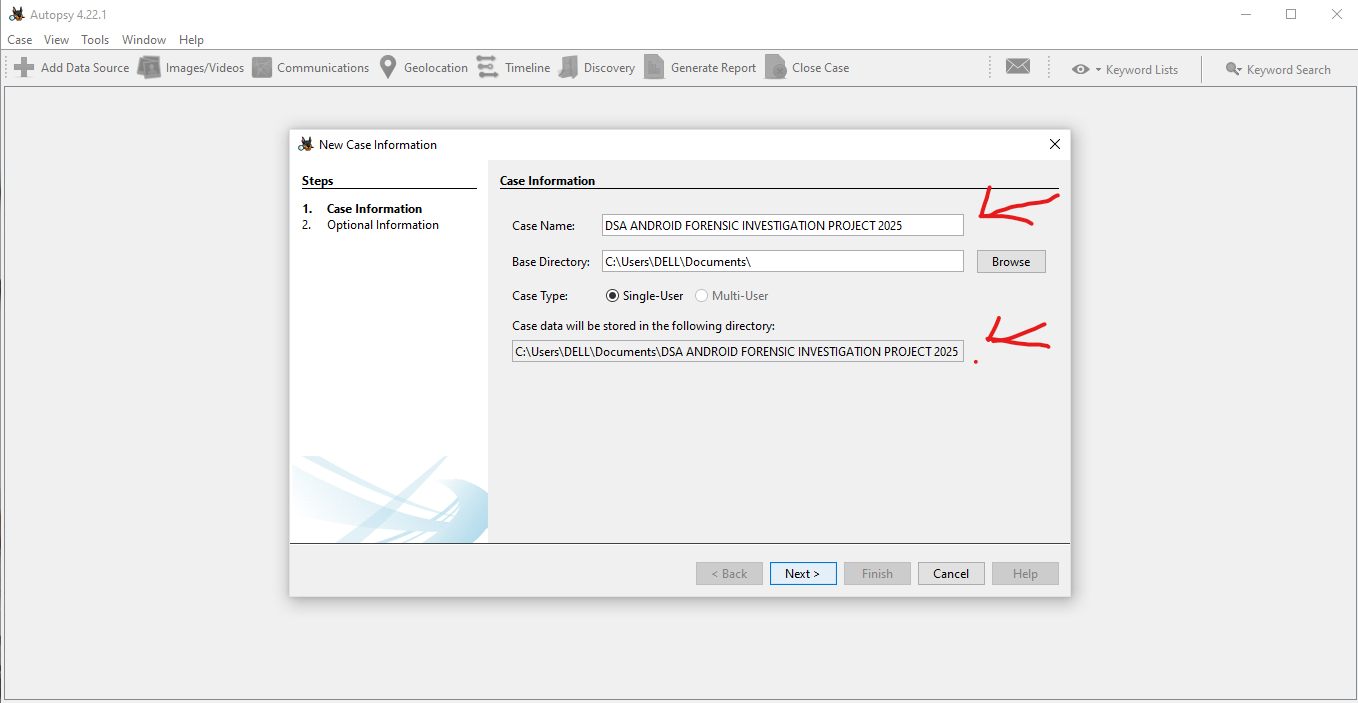 Autopsy 4.22.1
Case View Tools Window Help
Add Data Source Images/Videos Communications Geolocation Timeline Discovery Generate Report Close Case Keyword Lists Keyword Search
New Case Information
Steps
1. Case Information
2. Optional Information
Case Information
Case Name: DSA ANDROID FORENSIC INVESTIGATION PROJECT 2025
Base Directory: C:\Users\DELL\Documents\ Browse
Case Type: Single-User Multi-User
Case data will be stored in the following directory:
C:\Users\DELL\Documents\DSA ANDROID FORENSIC INVESTIGATION PROJECT 2025
< Back Next > Finish Cancel Help